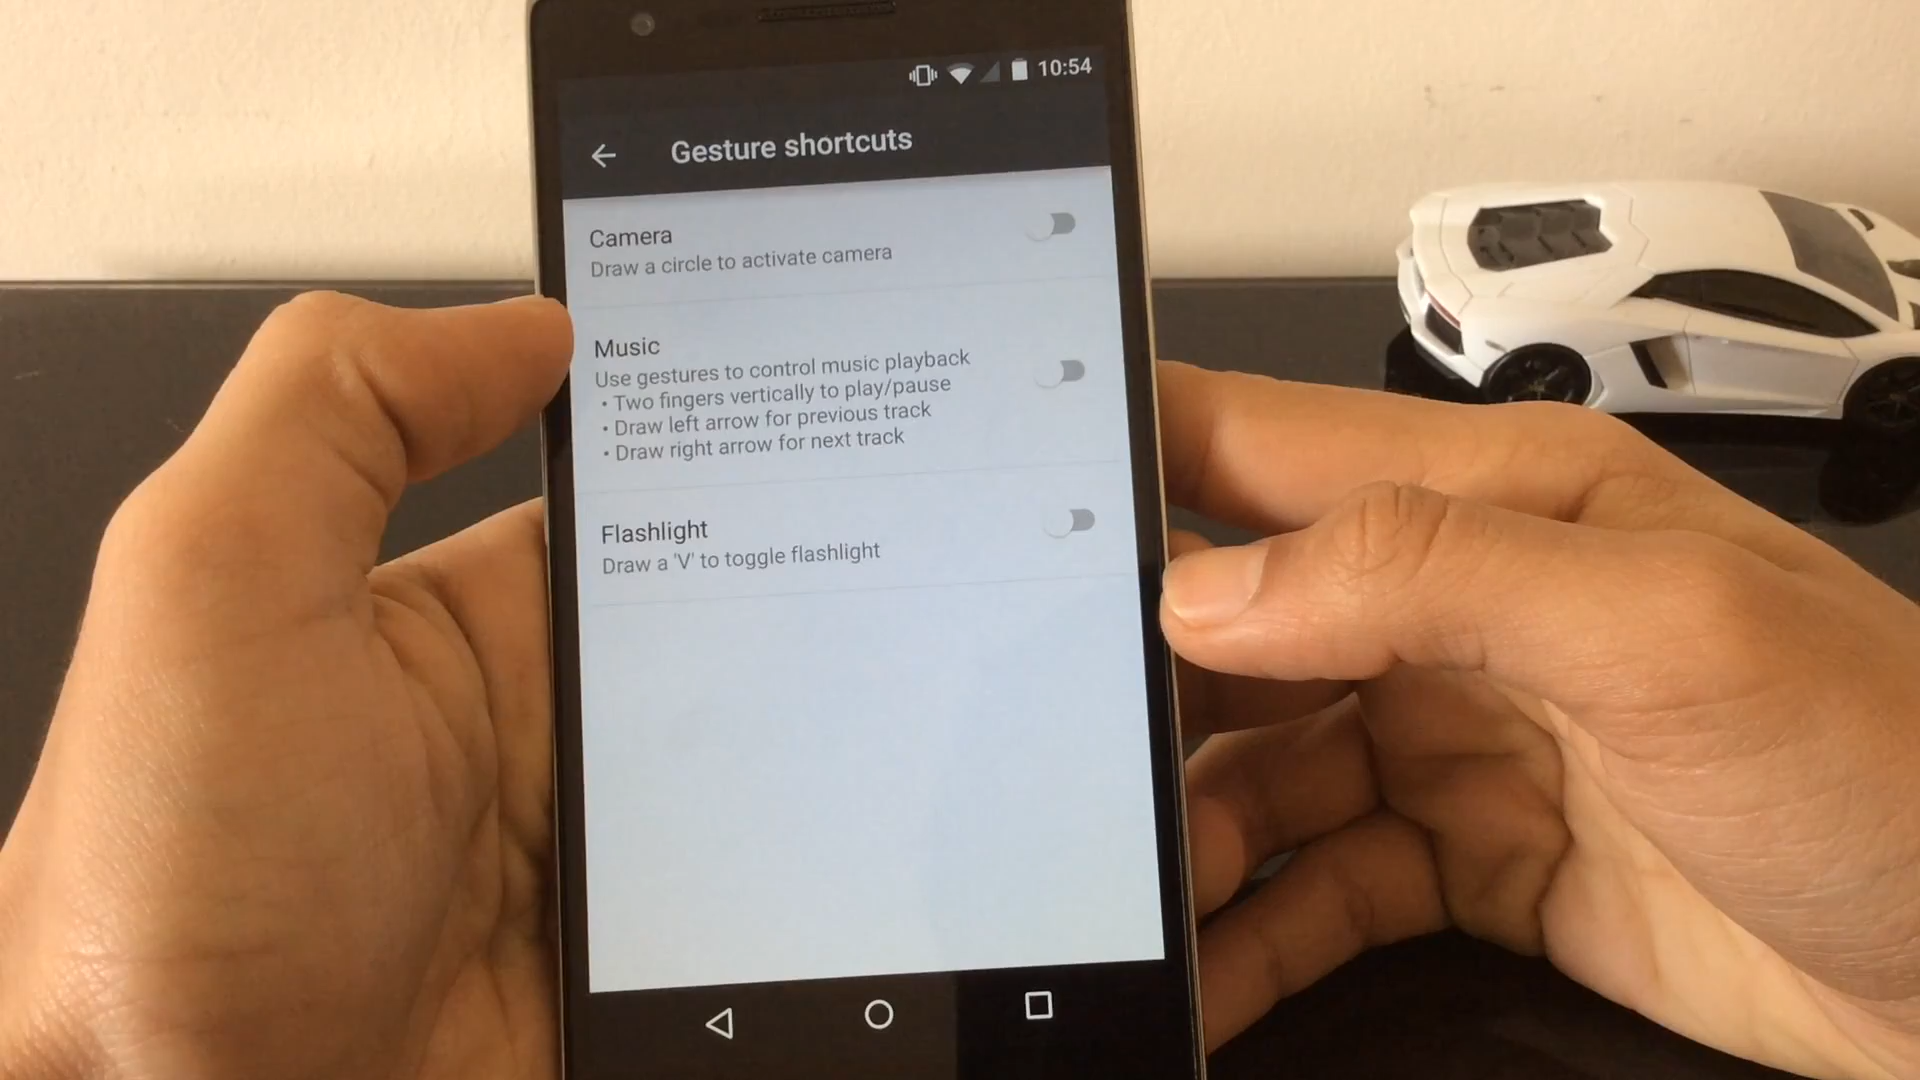 10:54
Gesture shortcuts
Camera
Draw a circle to activate camera
Music
Use gestures to control music playback
• Two fingers vertically to play/pause
• Draw left arrow for previous track
• Draw right arrow for next track
Flashlight
Draw a 'V' to toggle flashlight